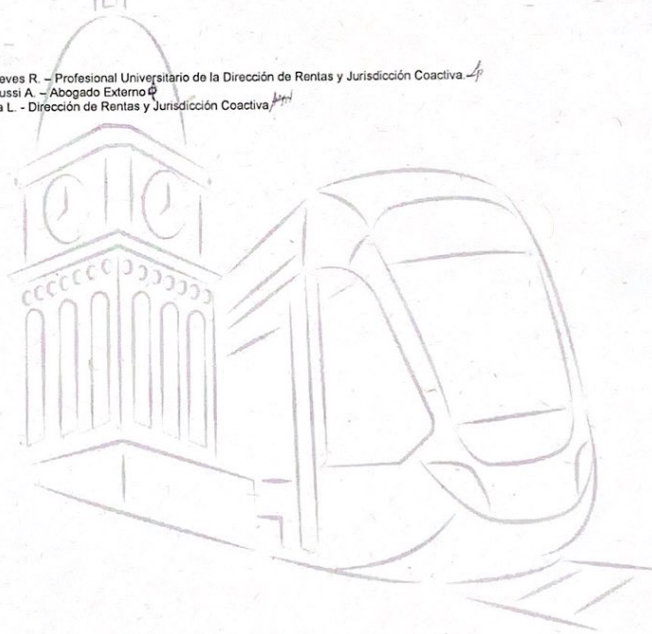 eves R. – Profesional Universitario de la Dirección de Rentas y Jurisdicción Coactiva.
ussi A. – Abogado Externo
a L. - Dirección de Rentas y Jurisdicción Coactiva